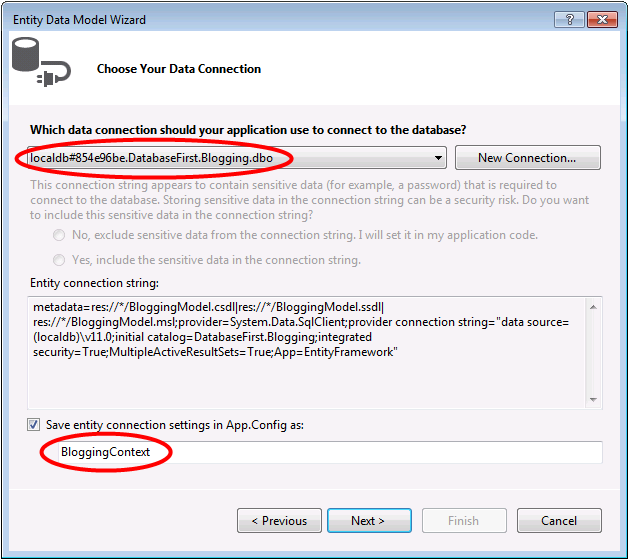 Entity Data Model Wizard
Choose Your Data Connection
Which data connection should your application use to connect to the database?
localdb#854e96be.DatabaseFirst.Blogging.dbo
New Connection...
This connection string appears to contain sensitive data (for example, a password) that is required to
connect to the database. Storing sensitive data in the connection string can be a security risk. Do you want
to include this sensitive data in the connection string?
No, exclude sensitive data from the connection string. I will set it in my application code.
Yes, include the sensitive data in the connection string.
Entity connection string:
metadata=res://*/BloggingModel.csdl|res://*/BloggingModel.ssdl|
res://*/BloggingModel.msl;provider=System.Data.SqlClient;provider connection string="data source=
(localdb)\v11.0;initial catalog=DatabaseFirst.Blogging;integrated
security=True;MultipleActiveResultSets=True;App=EntityFramework"
Save entity connection settings in App.Config as:
BloggingContext
< Previous
Next >
Finish
Cancel